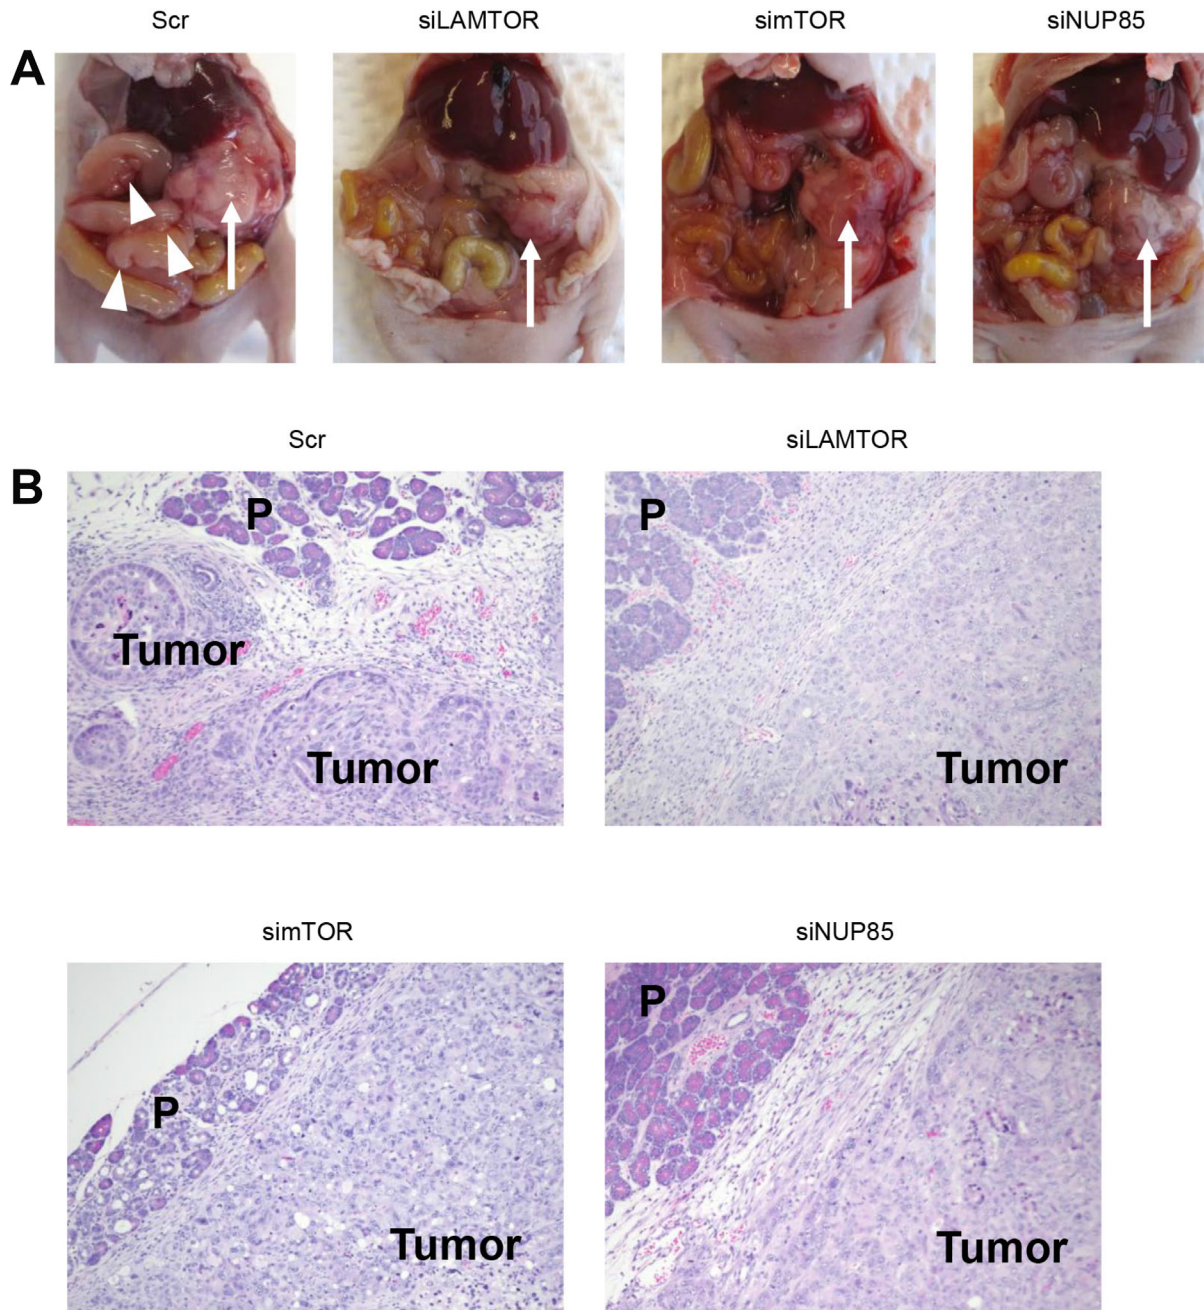 Scr siLAMTOR simTOR siNUP85
A
Scr siLAMTOR
B
P P
Tumor
Tumor Tumor
simTOR siNUP85
P P
Tumor Tumor